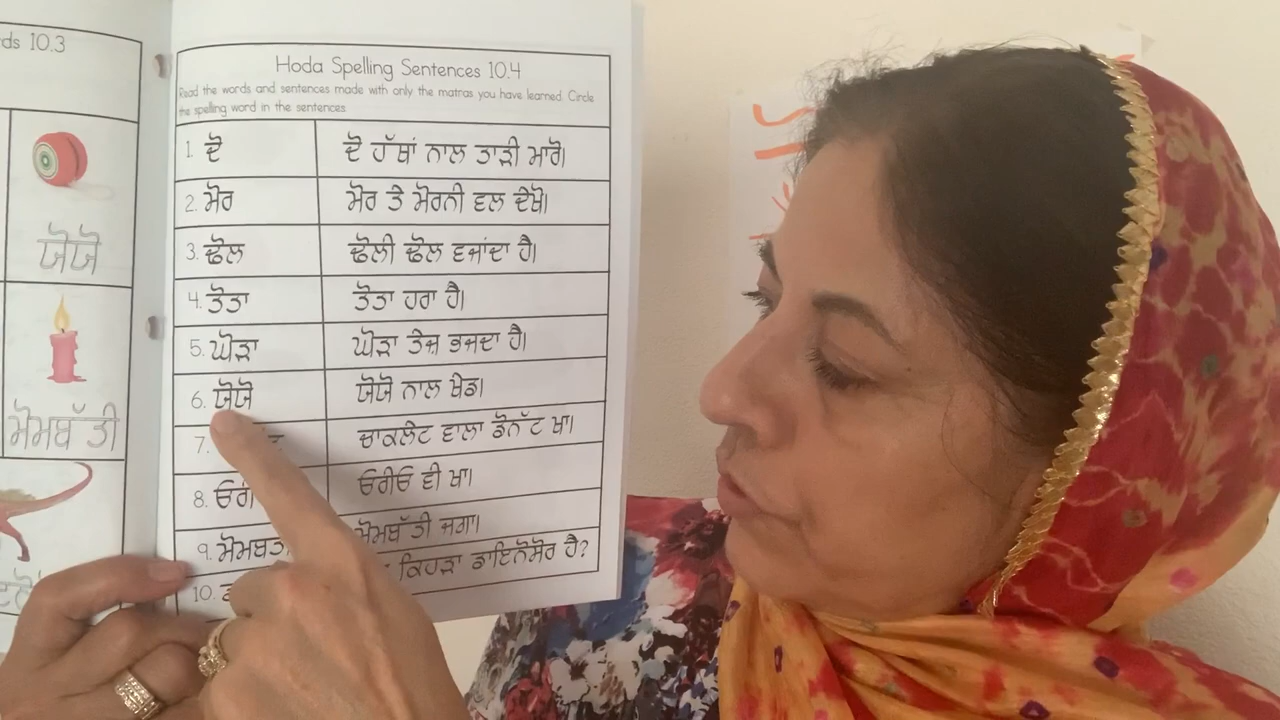 ds 10.3
ਯੋਯੋ
ਮੋਮਬੱਤੀ
Hoda Spelling Sentences 10.4
Read the words and sentences made with only the matras you have learned. Circle
the spelling word in the sentences
1. ਦੋ ਦੋ ਹੱਥਾਂ ਨਾਲ ਤਾੜੀ ਮਾਰੋ।
2. ਮੋਰ ਮੋਰ ਤੇ ਮੋਰਨੀ ਵਲ ਦੇਖੋ।
3. ਢੋਲ ਢੋਲੀ ਢੋਲ ਵਜਾਂਦਾ ਹੈ।
4. ਤੋਤਾ ਤੋਤਾ ਹਰਾ ਹੈ।
5. ਘੋੜਾ ਘੋੜਾ ਤੇਜ਼ ਭਜਦਾ ਹੈ।
6. ਯੋਯੋ ਯੋਯੋ ਨਾਲ ਖੇਡ।
7. ਚਾਕਲੇਟ ਵਾਲਾ ਡੋਨੱਟ ਖਾ।
8. ਓਰੀਓ ਵੀ ਖਾ।
9. ਮੋਮਬੱਤੀ ਜਗਾ।
10. ਕਿਹੜਾ ਡਾਇਨੋਸੋਰ ਹੈ?